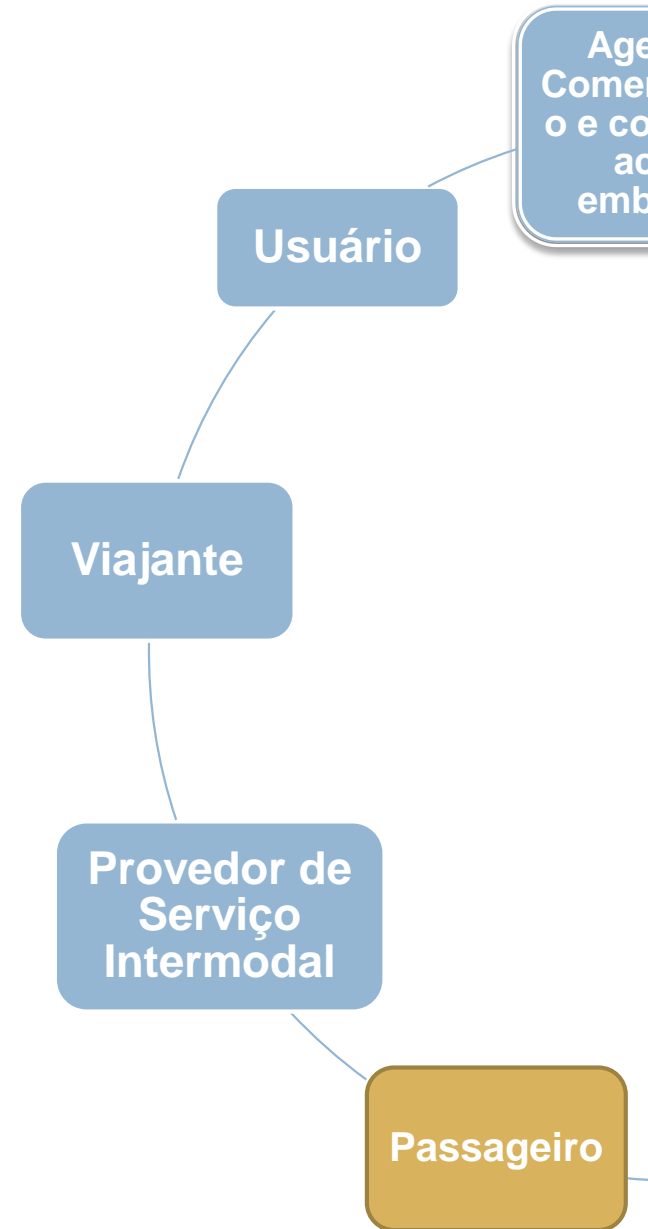 Usuário
Viajante
Provedor de
Serviço
Intermodal
Passageiro
o e